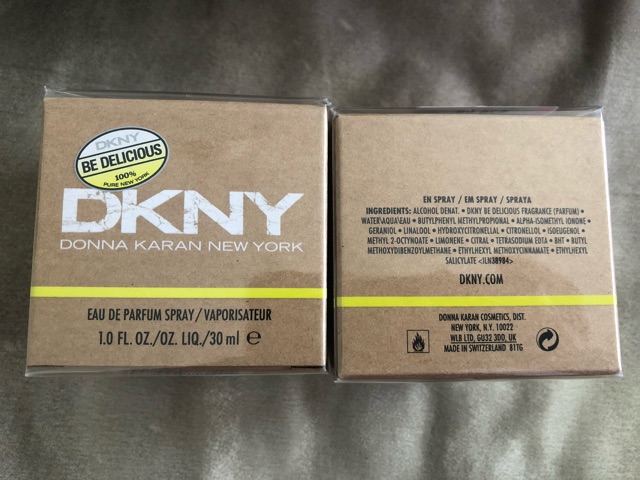 DKNY
BE DELICIOUS
100%
PURE NEW YORK
DKNY
DONNA KARAN NEW YORK
EAU DE PARFUM SPRAY/VAPORISATEUR
1.0 FL. OZ./OZ. LIQ./30 ml e
EN SPRAY / EM SPRAY / SPRAYA
INGREDIENTS: ALCOHOL DENAT. • DKNY BE DELICIOUS FRAGRANCE (PARFUM) •
WATER\AQUA\EAU • BUTYLPHENYL METHYLPROPIONAL • ALPHA-ISOMETHYL IONONE •
GERANIOL • LINALOOL • HYDROXYCITRONELLAL • CITRONELLOL • ISOEUGENOL •
METHYL 2-OCTYNOATE • LIMONENE • CITRAL • TETRASODIUM EDTA • BHT • BUTYL
METHOXYDIBENZOYLMETHANE • ETHYLHEXYL METHOXYCINNAMATE • ETHYLHEXYL
SALICYLATE <ILN38984>
DKNY.COM
DONNA KARAN COSMETICS, DIST.
NEW YORK, N.Y. 10022
WLB LTD, GU32 3DD, UK
MADE IN SWITZERLAND 81TG